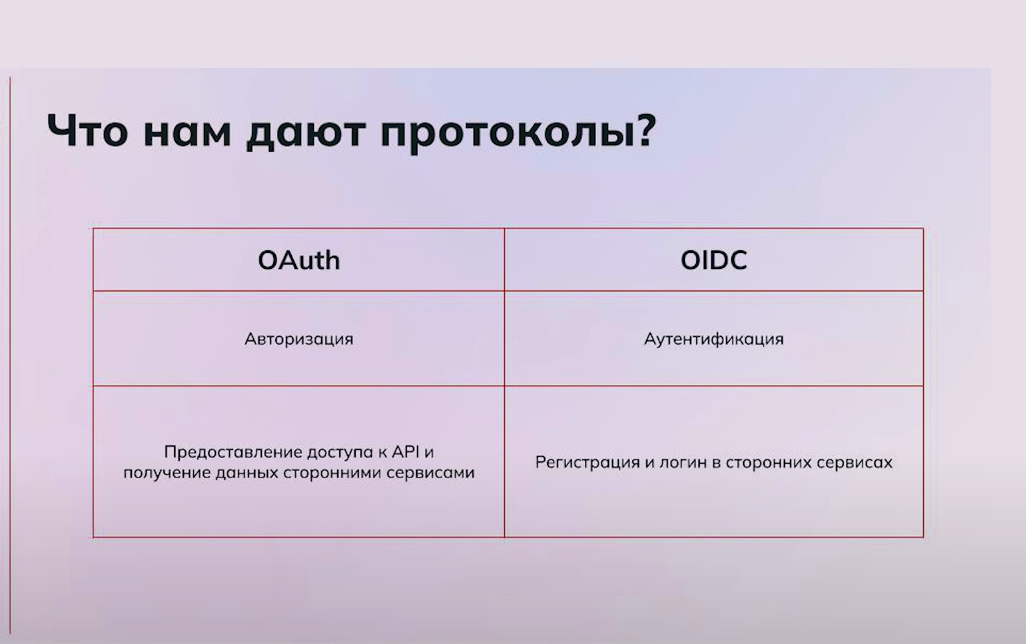 Что нам дают протоколы?
OAuth
OIDC
Авторизация
Аутентификация
Предоставление доступа к API и
получение данных сторонними сервисами
Регистрация и логин в сторонних сервисах